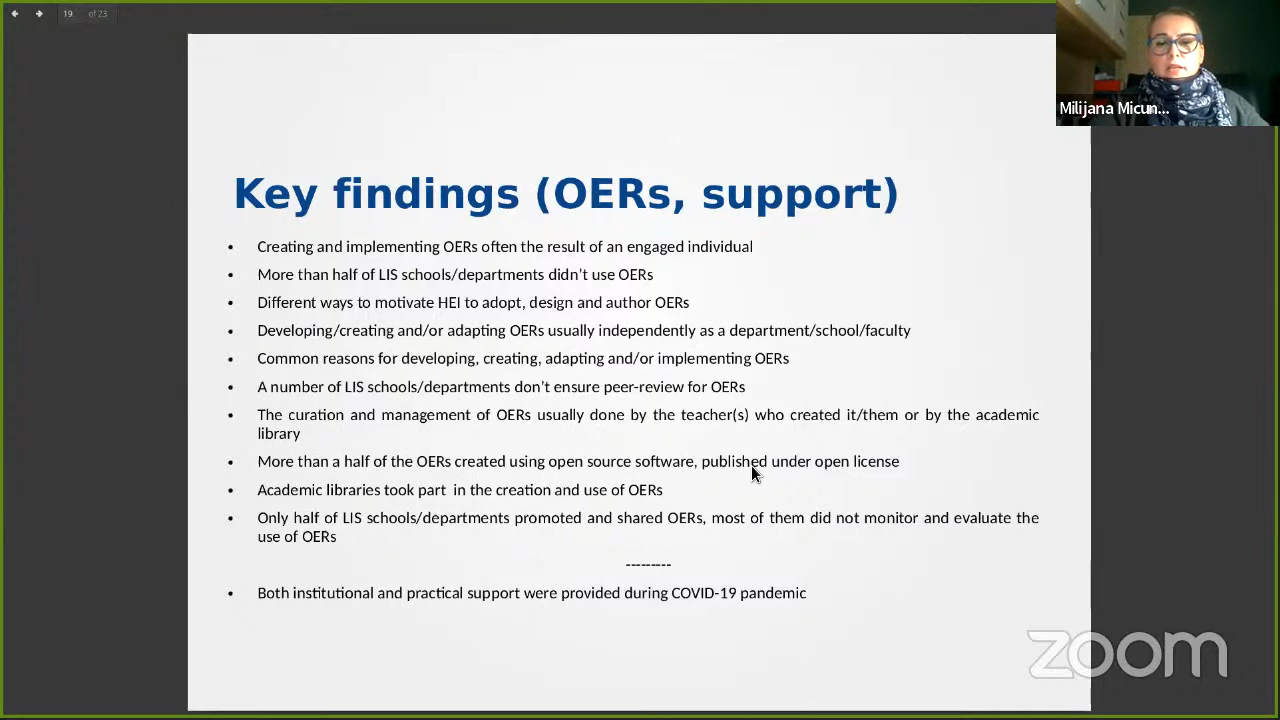 19 of 23
Milijana Micun...
Key findings (OERs, support)
• Creating and implementing OERs often the result of an engaged individual
• More than half of LIS schools/departments didn't use OERs
• Different ways to motivate HEI to adopt, design and author OERs
• Developing/creating and/or adapting OERs usually independently as a department/school/faculty
• Common reasons for developing, creating, adapting and/or implementing OERs
• A number of LIS schools/departments don't ensure peer-review for OERs
• The curation and management of OERs usually done by the teacher(s) who created it/them or by the academic
library
• More than a half of the OERs created using open source software, published under open license
• Academic libraries took part in the creation and use of OERs
• Only half of LIS schools/departments promoted and shared OERs, most of them did not monitor and evaluate the
use of OERs
---------
• Both institutional and practical support were provided during COVID-19 pandemic
zoom